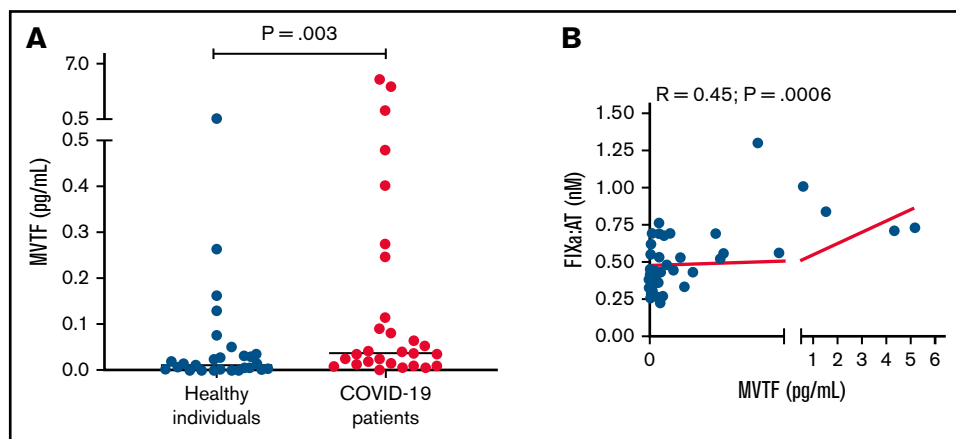 A
P = .003
7.0
0.5
0.5
0.4
0.3
0.2
0.1
0.0
MVTF (pg/mL)
Healthy
individuals
COVID-19
patients
B
R = 0.45; P = .0006
1.50
1.25
1.00
0.75
0.50
0.25
0.00
FIXa:AT (nM)
0
1 2 3 4 5 6
MVTF (pg/mL)